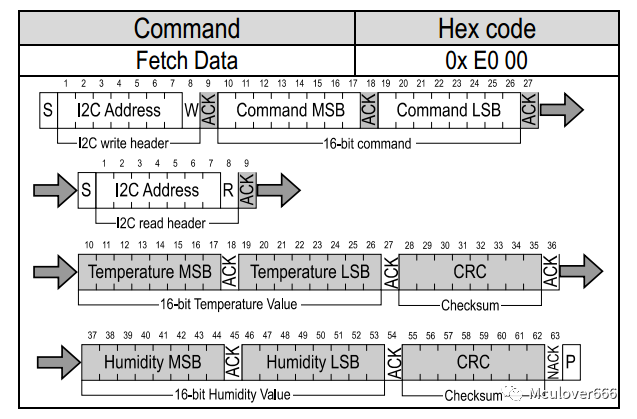 Command Hex code
Fetch Data 0x E0 00
1 2 3 4 5 6 7 8 9 10 11 12 13 14 15 16 17 18 19 20 21 22 23 24 25 26 27
S I2C Address W ACK Command MSB ACK Command LSB ACK
I2C write header 16-bit command
1 2 3 4 5 6 7 8 9
S I2C Address R ACK
I2C read header
10 11 12 13 14 15 16 17 18 19 20 21 22 23 24 25 26 27 28 29 30 31 32 33 34 35 36
Temperature MSB ACK Temperature LSB ACK CRC ACK
16-bit Temperature Value Checksum
37 38 39 40 41 42 43 44 45 46 47 48 49 50 51 52 53 54 55 56 57 58 59 60 61 62 63
Humidity MSB ACK Humidity LSB ACK CRC NACK P
16-bit Humidity Value Checksum
Mculover666